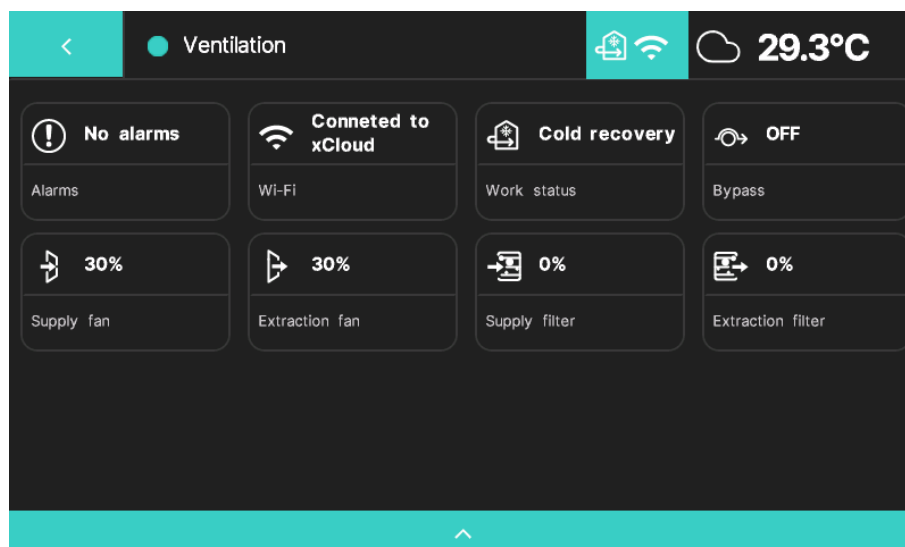 Ventilation
29.3°C
No alarms
Alarms
Conneted to
xCloud
Wi-Fi
Cold recovery
Work status
OFF
Bypass
30%
Supply fan
30%
Extraction fan
0%
Supply filter
0%
Extraction filter